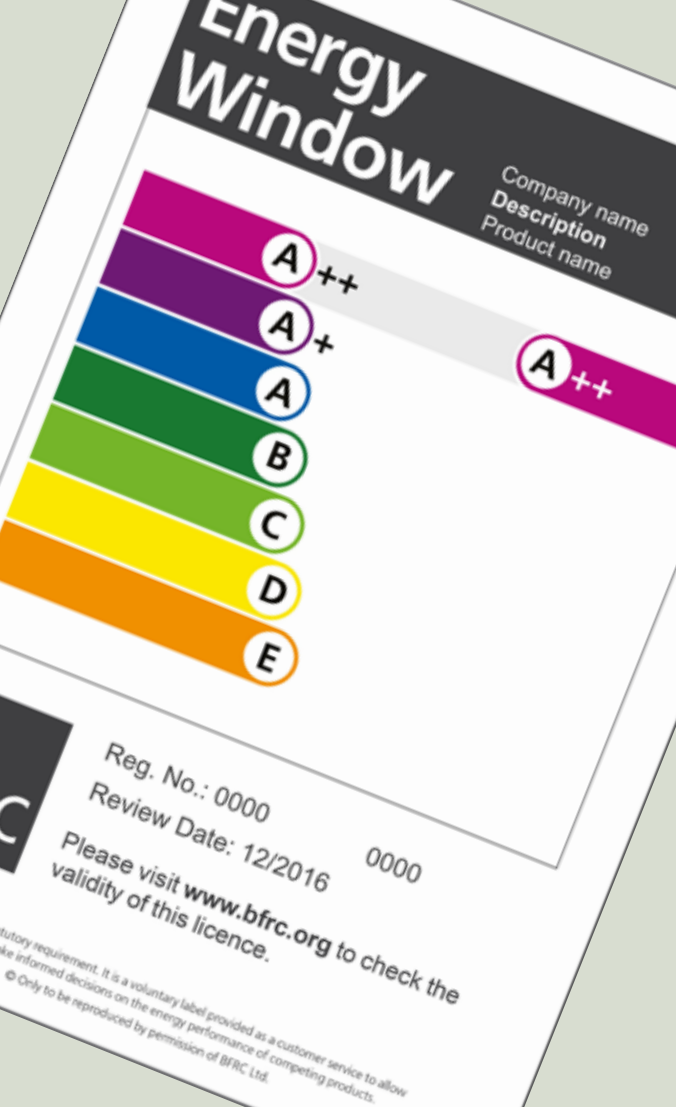 Energy
Window
Company name
Description
Product name
A++
A+
A++
A
B
C
D
E
C
Reg. No.: 0000
0000
Review Date: 12/2016
Please visit www.bfrc.org to check the
validity of this licence.
requirement. It is a voluntary label provided as a customer service to allow
informed decisions on the energy performance of competing products.
© Only to be reproduced by permission of BFRC Ltd.